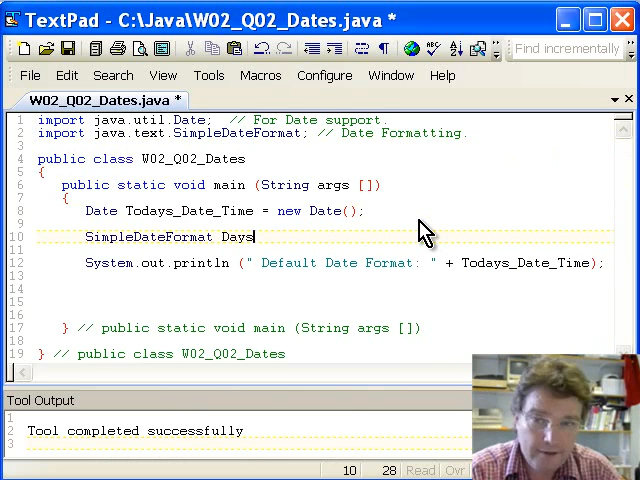 TextPad - C:\Java\W02_Q02_Dates.java *
Find incrementally
File Edit Search View Tools Macros Configure Window Help
W02_Q02_Dates.java *
1 import java.util.Date;  // For Date support.
2 import java.text.SimpleDateFormat; // Date Formatting.
3
4 public class W02_Q02_Dates
5 {
6 public static void main (String args [])
7 {
8 Date Todays_Date_Time = new Date();
9
10 SimpleDateFormat Days
11
12 System.out.println (" Default Date Format: " + Todays_Date_Time);
13
14
15
16
17 } // public static void main (String args [])
18
19 } // public class W02_Q02_Dates
Tool Output
1
2 Tool completed successfully
3
10 28 Read Ovr